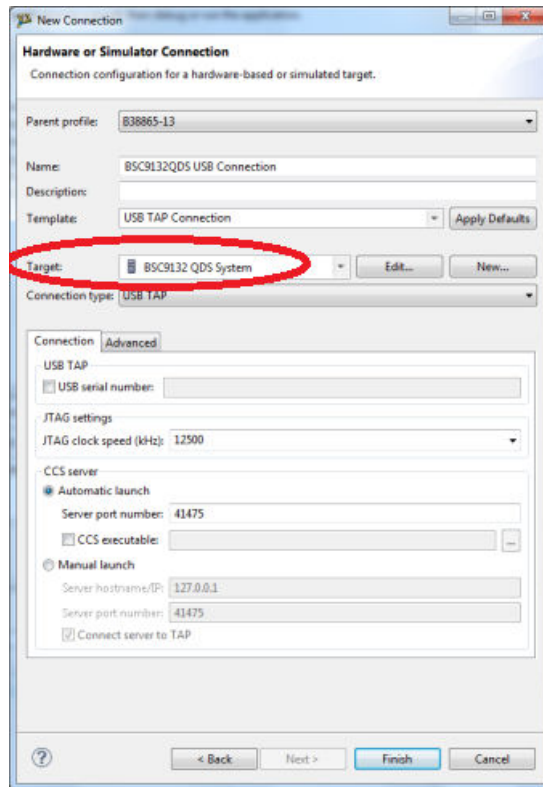 New Connection
Hardware or Simulator Connection
Connection configuration for a hardware-based or simulated target.
Parent profile: B38865-13
Name: BSC9132QDS USB Connection
Description:
Template: USB TAP Connection Apply Defaults
Target: BSC9132 QDS System Edit... New...
Connection type: USB TAP
Connection Advanced
USB TAP
USB serial number:
JTAG settings
JTAG clock speed (kHz): 12500
CCS server
Automatic launch
Server port number: 41475
CCS executable: ...
Manual launch
Server hostname/IP: 127.0.0.1
Server port number: 41475
Connect server to TAP
? < Back Next > Finish Cancel